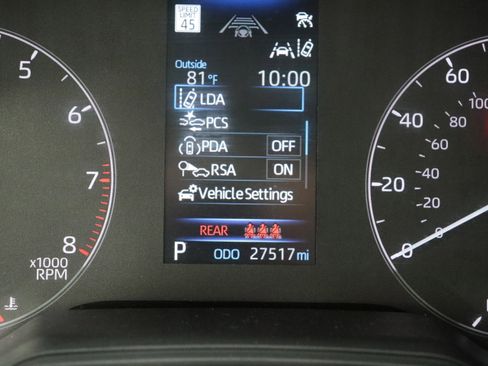 SPEED
LIMIT
45
Outside
81°F 10:00
LDA
PCS
PDA OFF
RSA ON
Vehicle Settings
REAR
P ODO 27517 mi
5
6
7
8
x1000
RPM
60
40
20
0
100
80
60
40
20